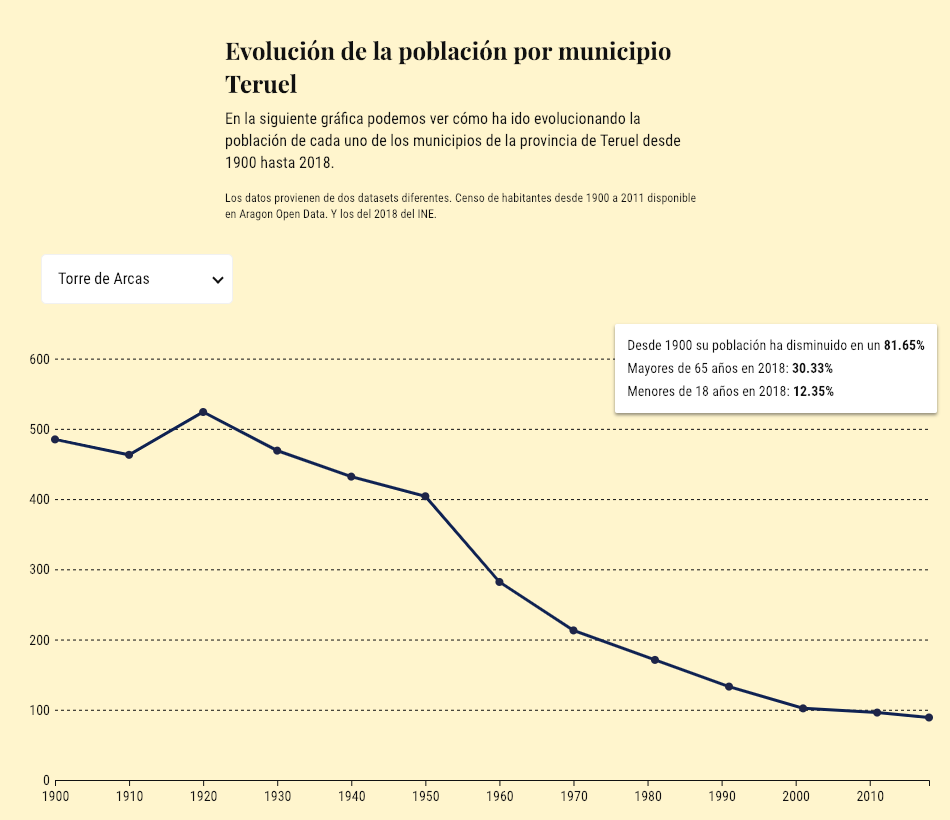 Evolución de la población por municipio
Teruel
En la siguiente gráfica podemos ver cómo ha ido evolucionando la
población de cada uno de los municipios de la provincia de Teruel desde
1900 hasta 2018.
Los datos provienen de dos datasets diferentes. Censo de habitantes desde 1900 a 2011 disponible
en Aragon Open Data. Y los del 2018 del INE.
Torre de Arcas
Desde 1900 su población ha disminuido en un 81.65%
Mayores de 65 años en 2018: 30.33%
Menores de 18 años en 2018: 12.35%
600
500
400
300
200
100
0
1900 1910 1920 1930 1940 1950 1960 1970 1980 1990 2000 2010